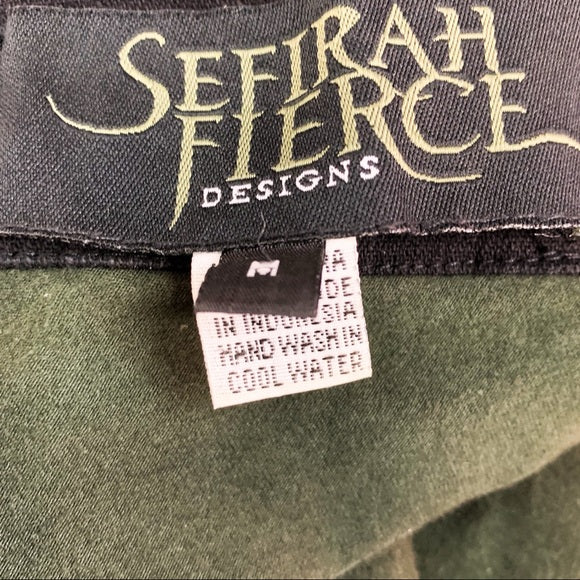 SEFIRAH
FIERCE
DESIGNS
M
IN INDONESIA
HAND WASH IN
COOL WATER